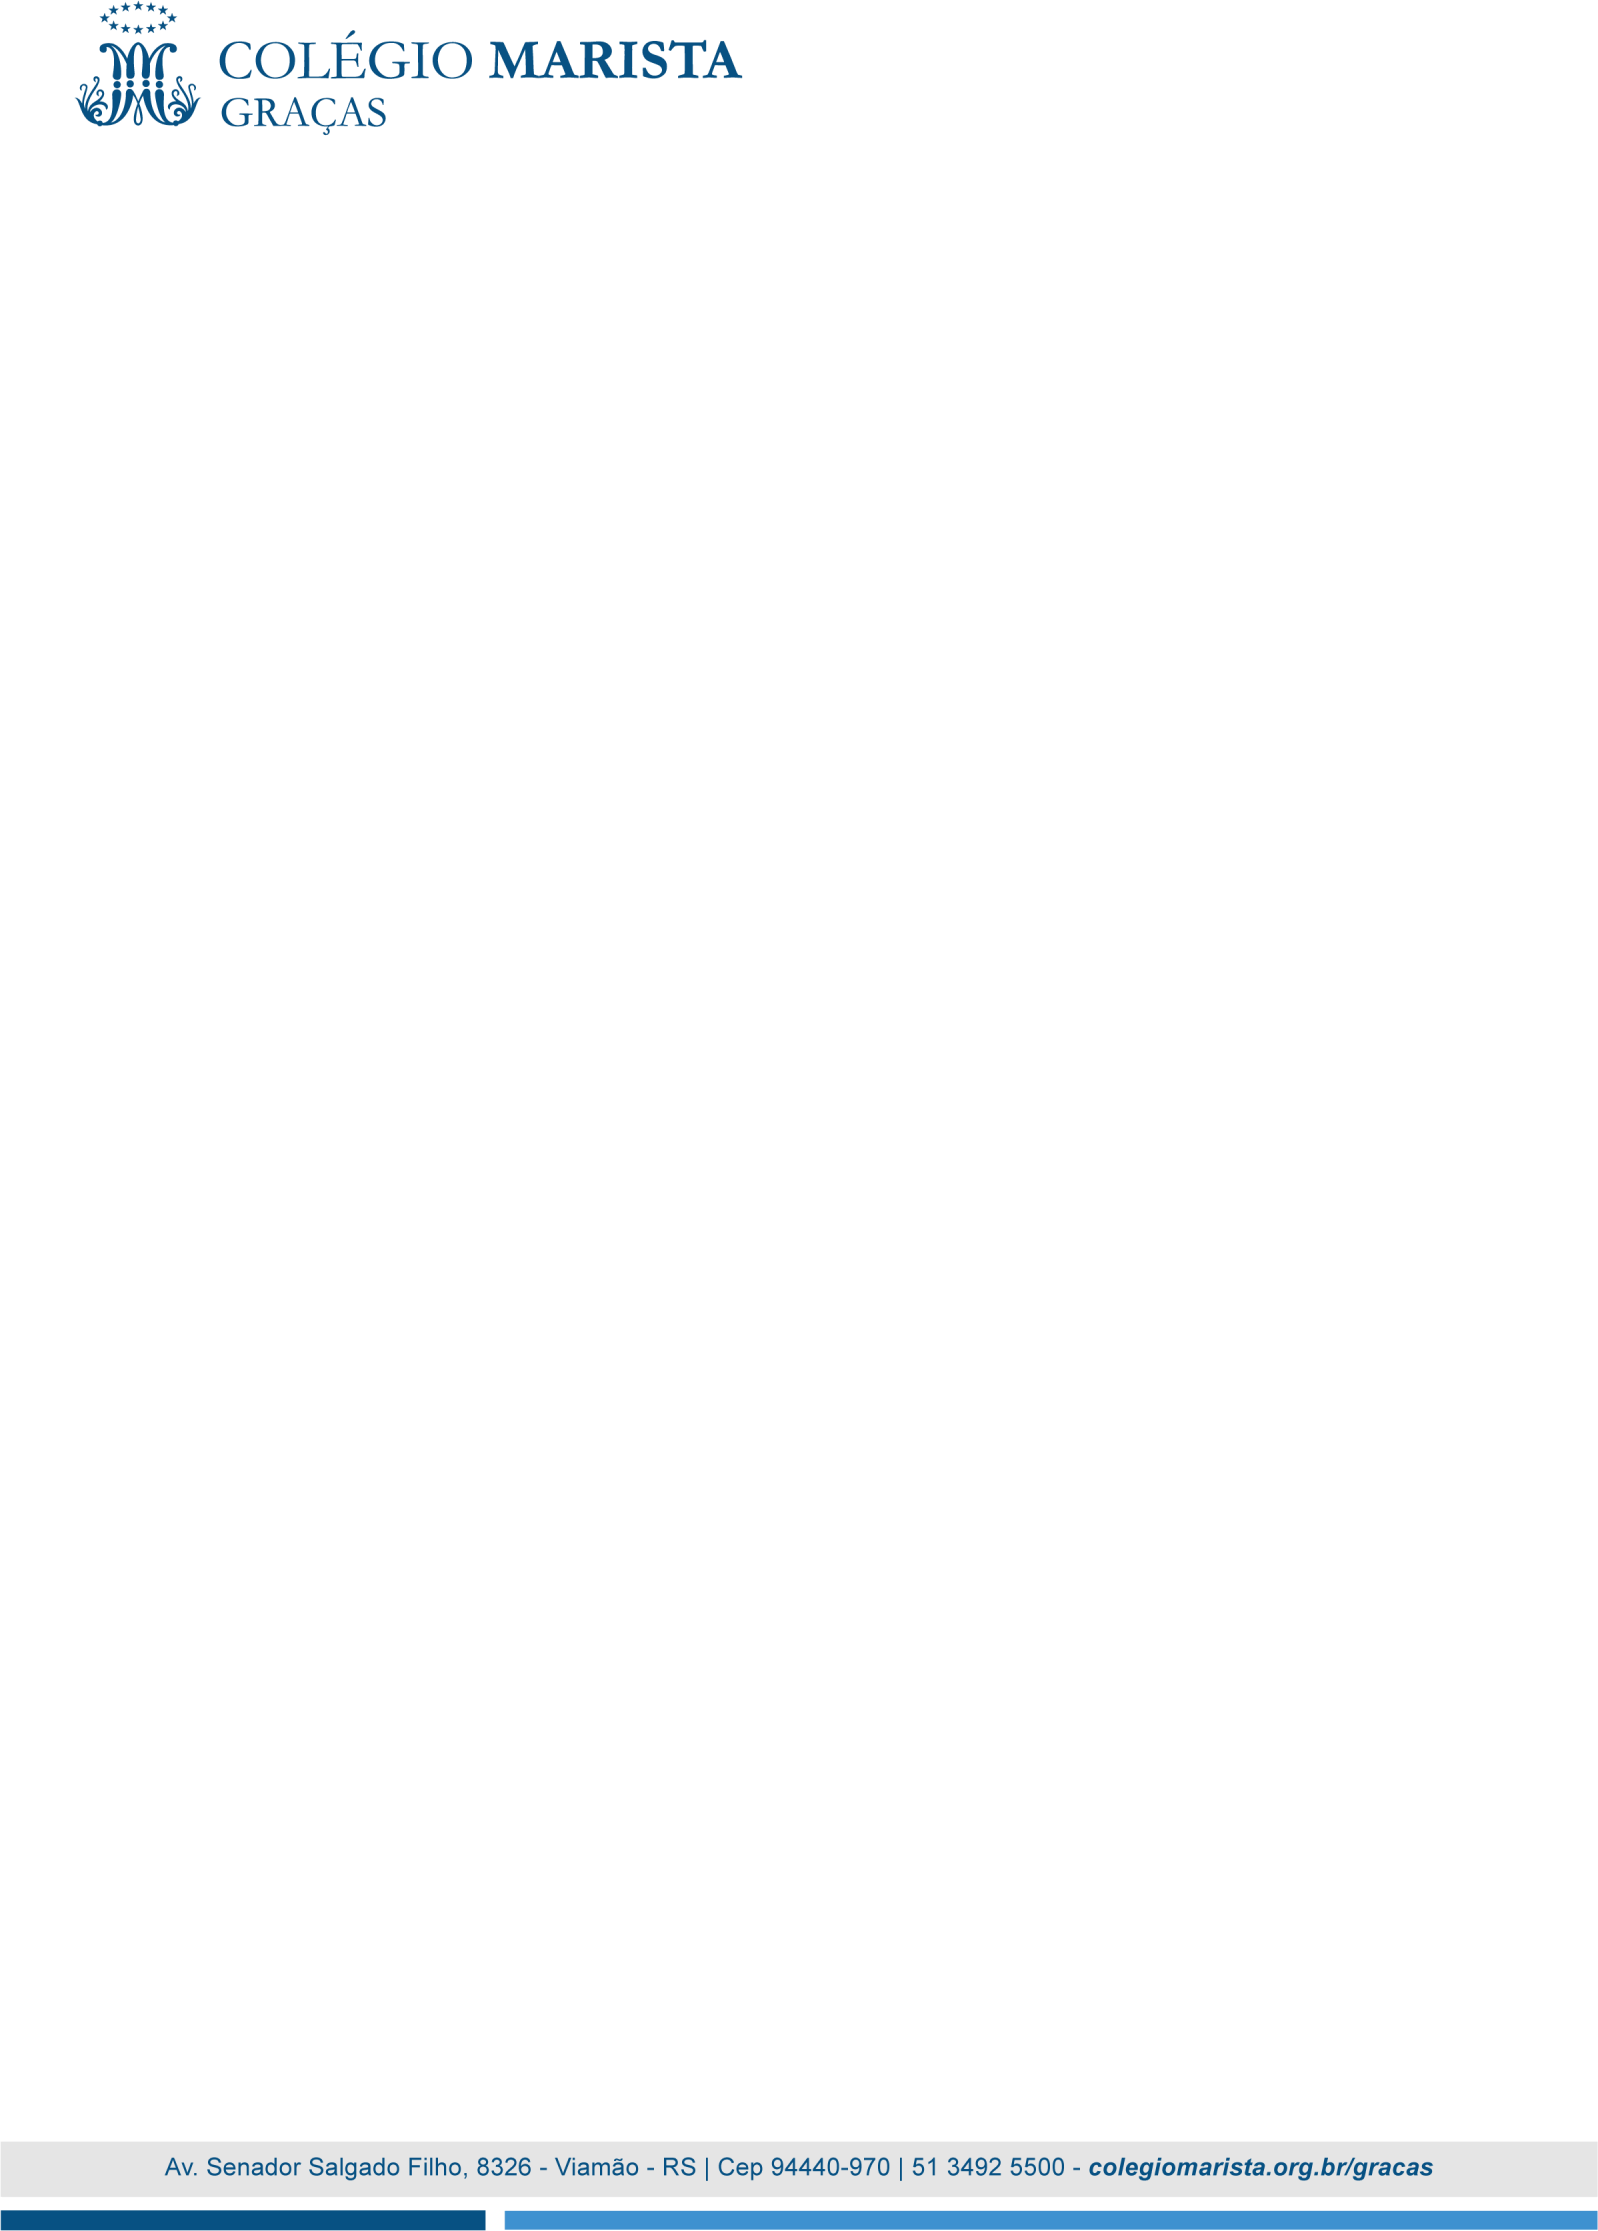 COLÉGIO MARISTA
GRAÇAS
Av. Senador Salgado Filho, 8326 - Viamão - RS | Cep 94440-970 | 51 3492 5500 - colegiomarista.org.br/gracas